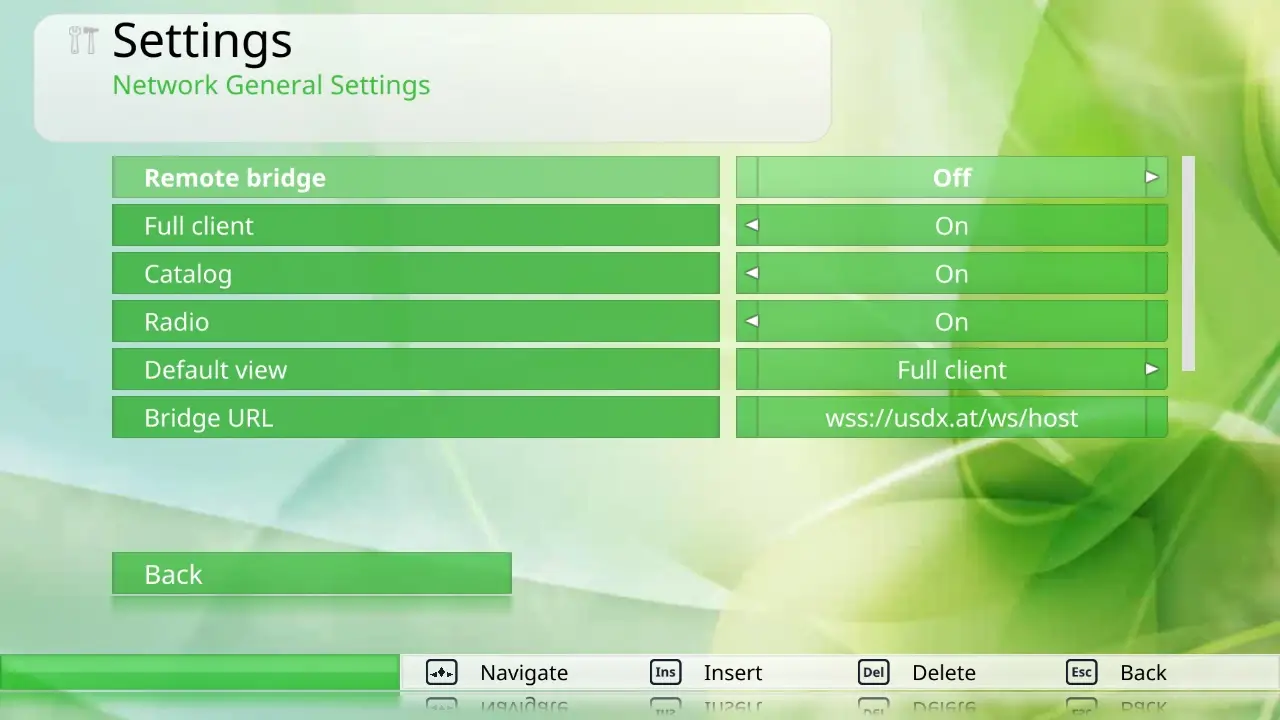 Settings
Network General Settings
Remote bridge Off
Full client On
Catalog On
Radio On
Default view Full client
Bridge URL wss://usdx.at/ws/host
Back
Navigate Ins Insert Del Delete Esc Back